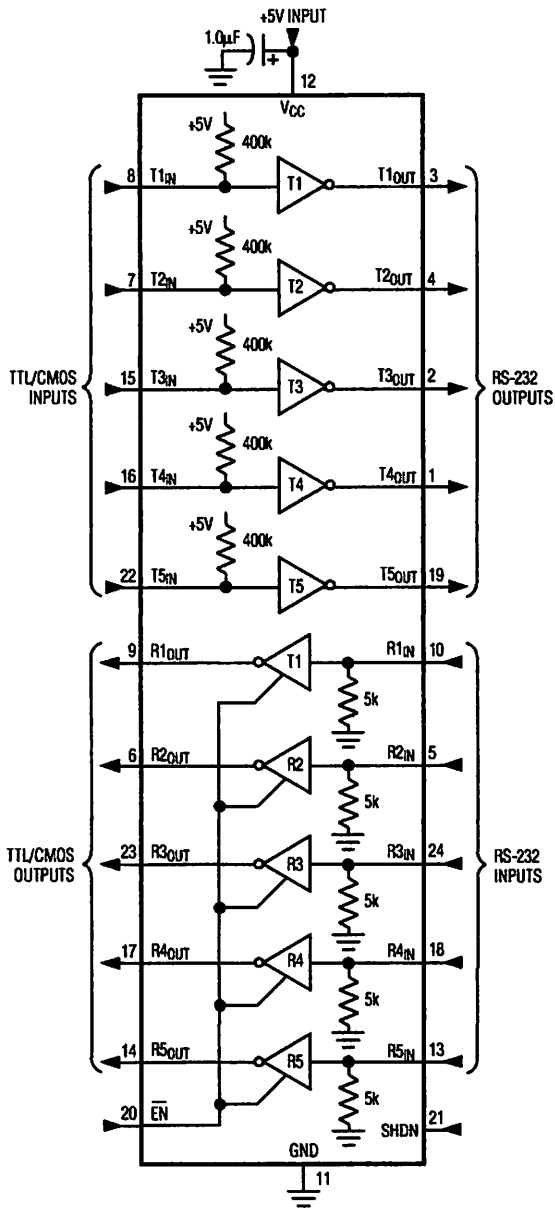 +5V INPUT
1.0μF
+
12
VCC
+5V
400k
8 T1IN T1 T1OUT 3
+5V
400k
7 T2IN T2 T2OUT 4
+5V
400k
TTL/CMOS
INPUTS
15 T3IN T3 T3OUT 2
RS-232
OUTPUTS
+5V
400k
16 T4IN T4 T4OUT 1
+5V
400k
22 T5IN T5 T5OUT 19
9 R1OUT T1 R1IN 10
5k
6 R2OUT R2 R2IN 5
5k
TTL/CMOS
OUTPUTS
23 R3OUT R3 R3IN 24
RS-232
INPUTS
5k
17 R4OUT R4 R4IN 18
5k
14 R5OUT R5 R5IN 13
5k
20 EN
SHDN 21
GND
11